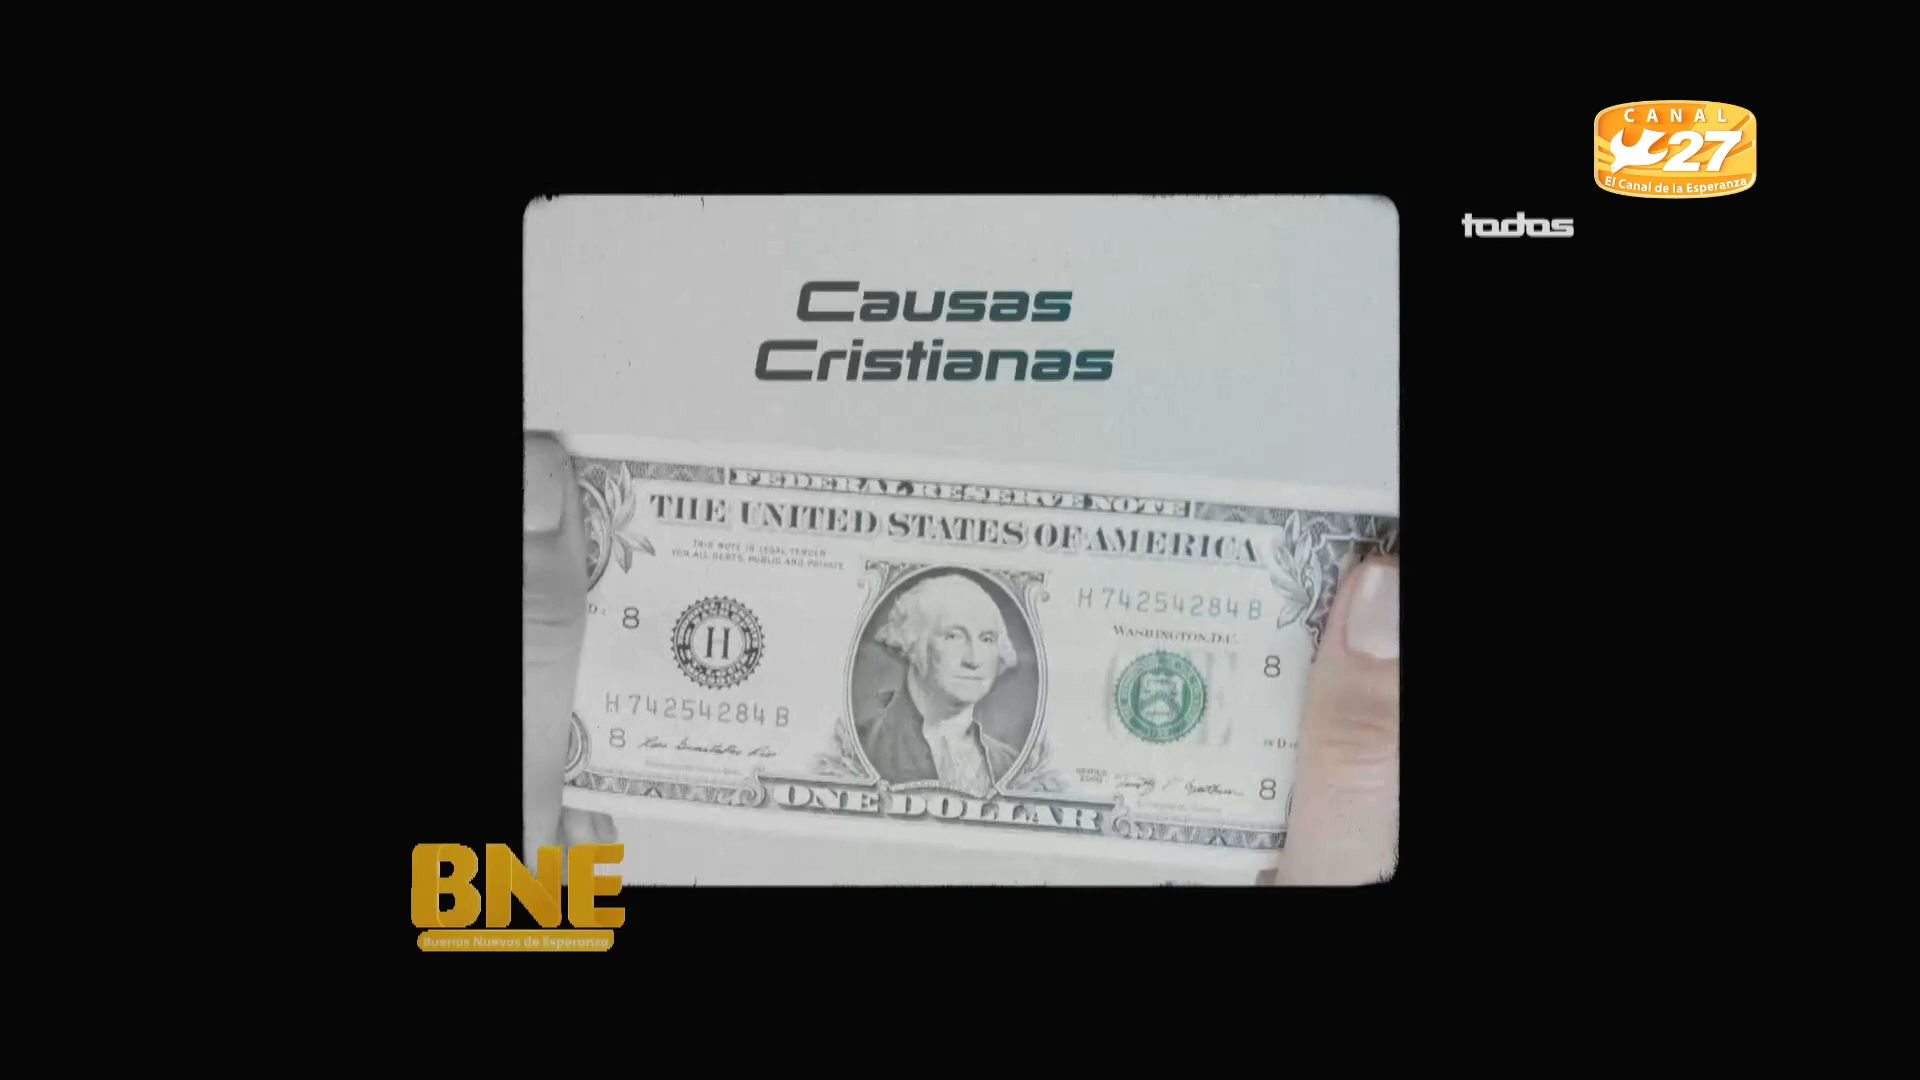 CANAL
27
El Canal de la Esperanza
todos
Causas
Cristianas
FEDERAL RESERVE NOTE
THE UNITED STATES OF AMERICA
THIS NOTE IS LEGAL TENDER
FOR ALL DEBTS, PUBLIC AND PRIVATE
H 74254284 B
WASHINGTON, D.C.
8
H
8
H 74254284 B
8
8
ONE DOLLAR
BNE
Buenas Nuevas de Esperanza